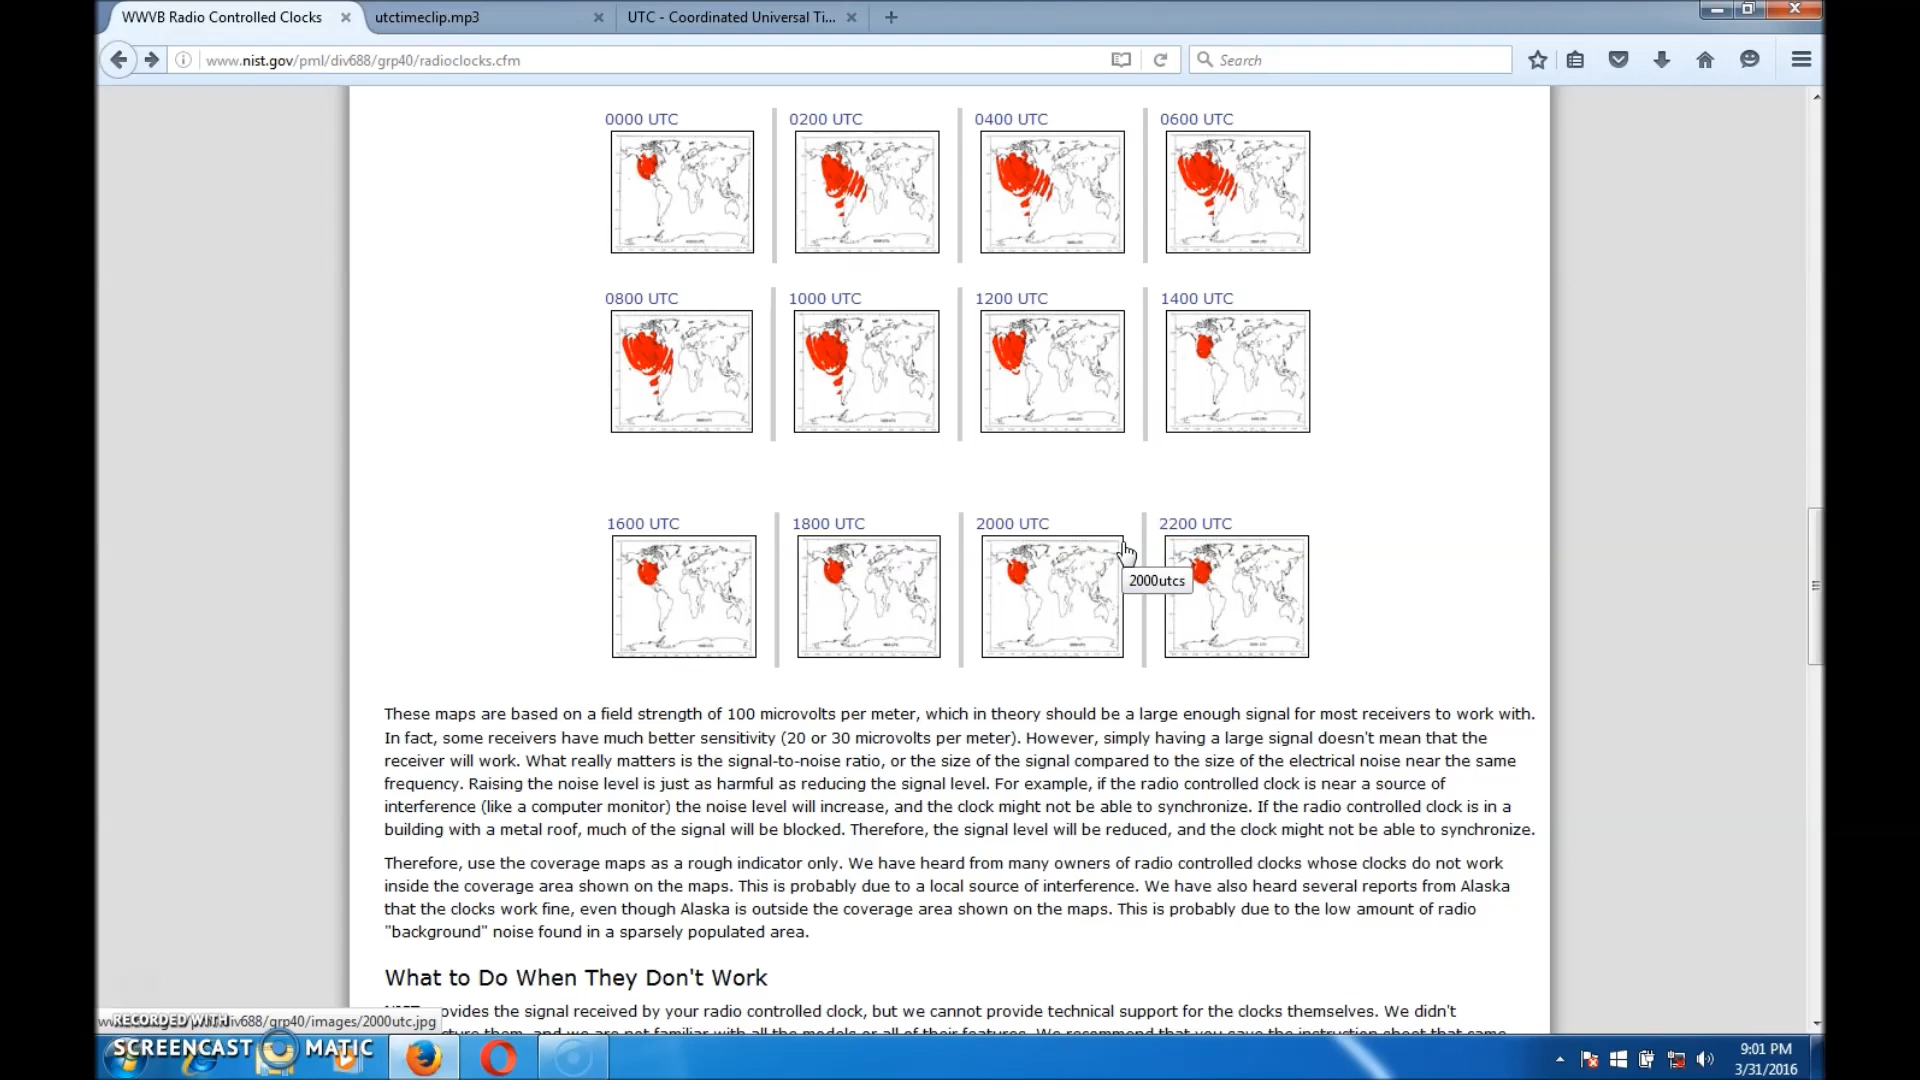 WWVB Radio Controlled Clocks
utctimeclip.mp3
UTC - Coordinated Universal Ti...
www.nist.gov/pml/div688/grp40/radioclocks.cfm
Search
0000 UTC
0200 UTC
0400 UTC
0600 UTC
0800 UTC
1000 UTC
1200 UTC
1400 UTC
1600 UTC
1800 UTC
2000 UTC
2200 UTC
2000utcs
These maps are based on a field strength of 100 microvolts per meter, which in theory should be a large enough signal for most receivers to work with.
In fact, some receivers have much better sensitivity (20 or 30 microvolts per meter). However, simply having a large signal doesn't mean that the
receiver will work. What really matters is the signal-to-noise ratio, or the size of the signal compared to the size of the electrical noise near the same
frequency. Raising the noise level is just as harmful as reducing the signal level. For example, if the radio controlled clock is near a source of
interference (like a computer monitor) the noise level will increase, and the clock might not be able to synchronize. If the radio controlled clock is in a
building with a metal roof, much of the signal will be blocked. Therefore, the signal level will be reduced, and the clock might not be able to synchronize.
Therefore, use the coverage maps as a rough indicator only. We have heard from many owners of radio controlled clocks whose clocks do not work
inside the coverage area shown on the maps. This is probably due to a local source of interference. We have also heard several reports from Alaska
that the clocks work fine, even though Alaska is outside the coverage area shown on the maps. This is probably due to the low amount of radio
"background" noise found in a sparsely populated area.
What to Do When They Don't Work
the signal received by your radio controlled clock, but we cannot provide technical support for the clocks themselves. We didn't
/grp40/images/2000utc.jpg
RECORDED WITH
SCREENCAST MATIC
9:01 PM
3/31/2016